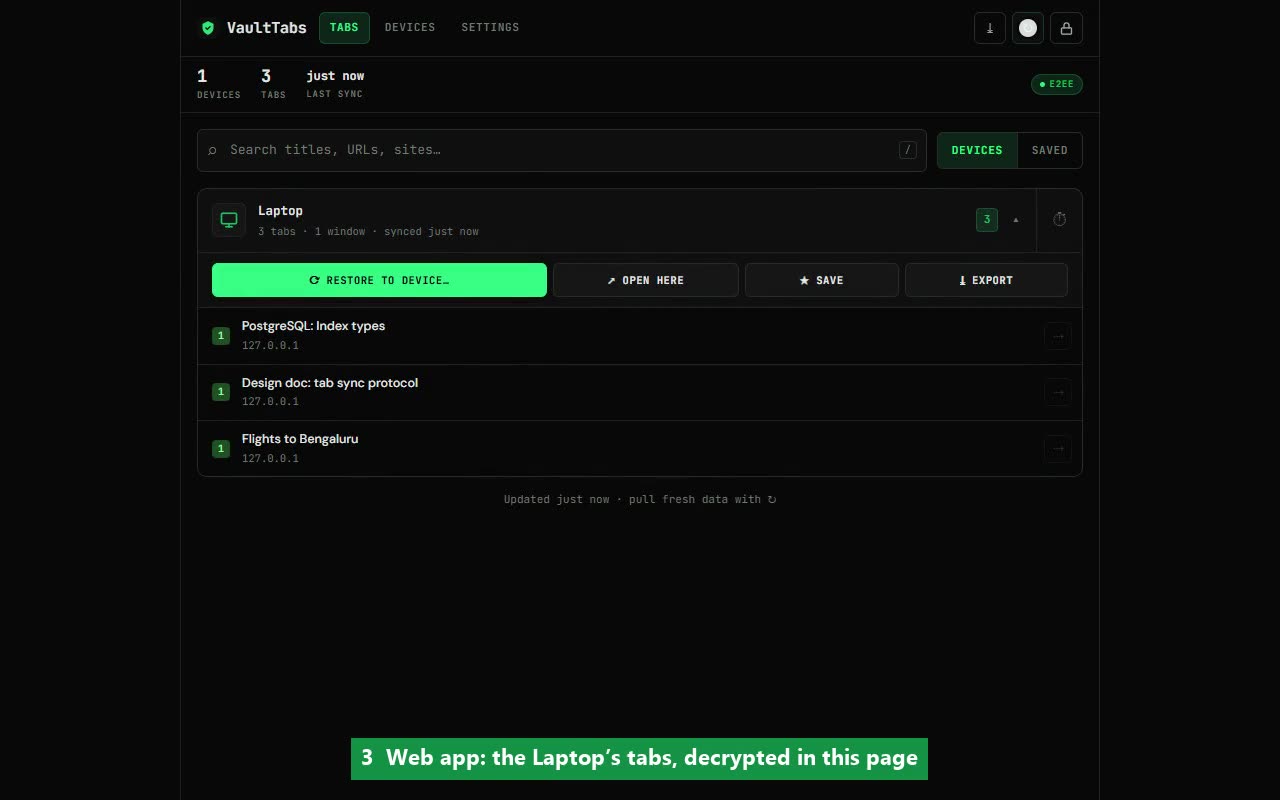 VaultTabs TABS DEVICES SETTINGS
1 3 just now
DEVICES TABS LAST SYNC
E2EE
Search titles, URLs, sites… /
DEVICES SAVED
Laptop
3 tabs · 1 window · synced just now
3
RESTORE TO DEVICE…
OPEN HERE
SAVE
EXPORT
1 PostgreSQL: Index types
127.0.0.1
1 Design doc: tab sync protocol
127.0.0.1
1 Flights to Bengaluru
127.0.0.1
Updated just now · pull fresh data with ↻
3 Web app: the Laptop’s tabs, decrypted in this page